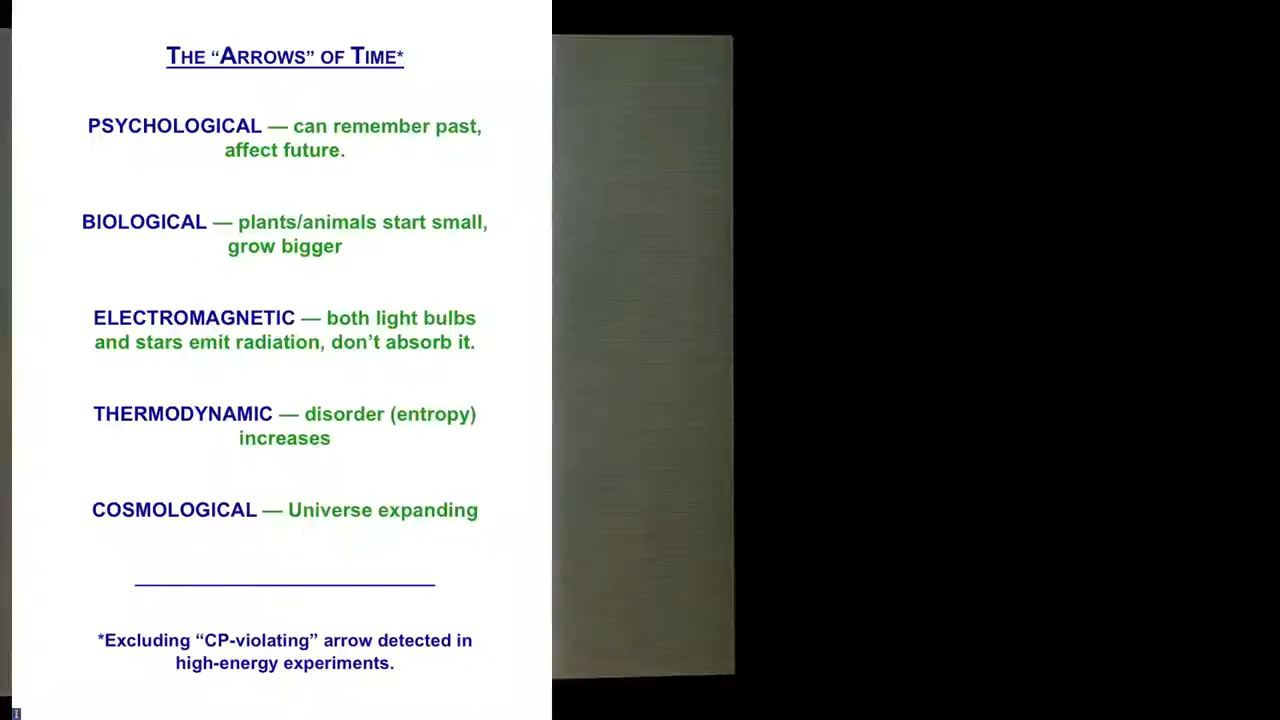 THE “ARROWS” OF TIME*
PSYCHOLOGICAL — can remember past,
affect future.
BIOLOGICAL — plants/animals start small,
grow bigger
ELECTROMAGNETIC — both light bulbs
and stars emit radiation, don’t absorb it.
THERMODYNAMIC — disorder (entropy)
increases
COSMOLOGICAL — Universe expanding
*Excluding “CP-violating” arrow detected in
high-energy experiments.